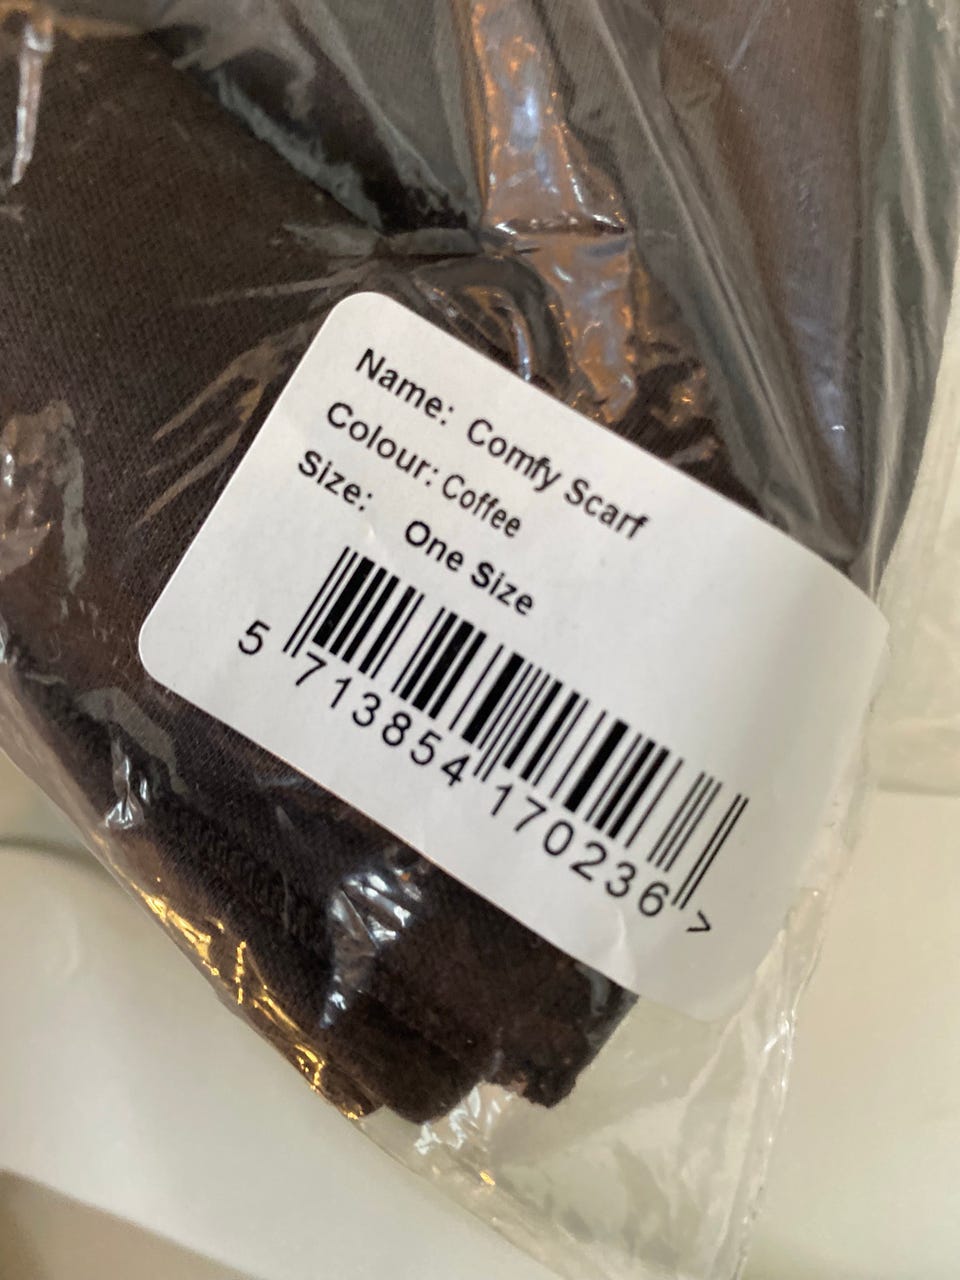 Name: Comfy Scarf
Colour: Coffee
Size: One Size
5 713854 170236 >